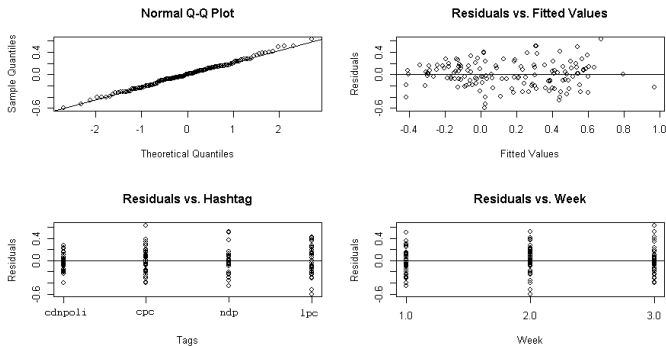 Normal Q-Q Plot
Sample Quantiles
-0.6 0.0 0.4
-2 -1 0 1 2
Theoretical Quantiles
Residuals vs. Fitted Values
Residuals
-0.6 0.0 0.4
-0.4 -0.2 0.0 0.2 0.4 0.6 0.8 1.0
Fitted Values
Residuals vs. Hashtag
Residuals
-0.6 0.0 0.4
cdnpoli cpc ndp lpc
Tags
Residuals vs. Week
Residuals
-0.6 0.0 0.4
1.0 2.0 3.0
Week